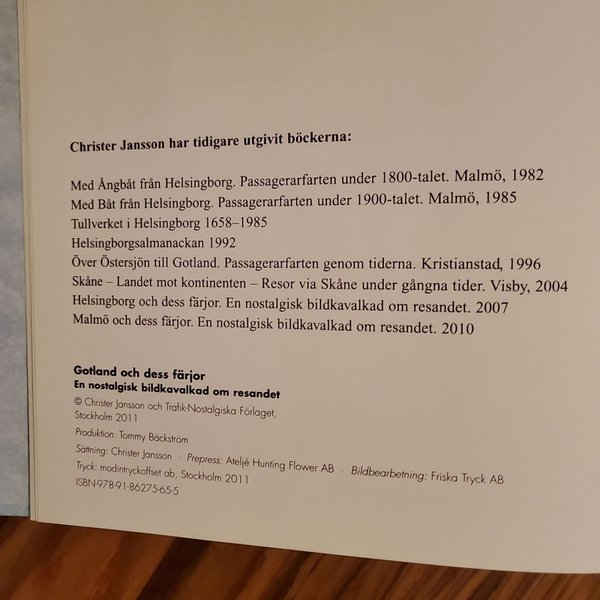 Christer Jansson har tidigare utgivit böckerna:
Med Ångbåt från Helsingborg. Passagerarfarten under 1800-talet. Malmö, 1982
Med Båt från Helsingborg. Passagerarfarten under 1900-talet. Malmö, 1985
Tullverket i Helsingborg 1658–1985
Helsingborgsalmanackan 1992
Över Östersjön till Gotland. Passagerarfarten genom tiderna. Kristianstad, 1996
Skåne – Landet mot kontinenten – Resor via Skåne under gångna tider. Visby, 2004
Helsingborg och dess färjor. En nostalgisk bildkavalkad om resandet. 2007
Malmö och dess färjor. En nostalgisk bildkavalkad om resandet. 2010
Gotland och dess färjor
En nostalgisk bildkavalkad om resandet
© Christer Jansson och Trafik-Nostalgiska Förlaget,
Stockholm 2011
Produktion: Tommy Bäckström
Sättning: Christer Jansson · Prepress: Ateljé Hunting Flower AB · Bildbearbetning: Friska Tryck AB
Tryck: modintryckoffset ab, Stockholm 2011
ISBN-978-91-86275-65-5